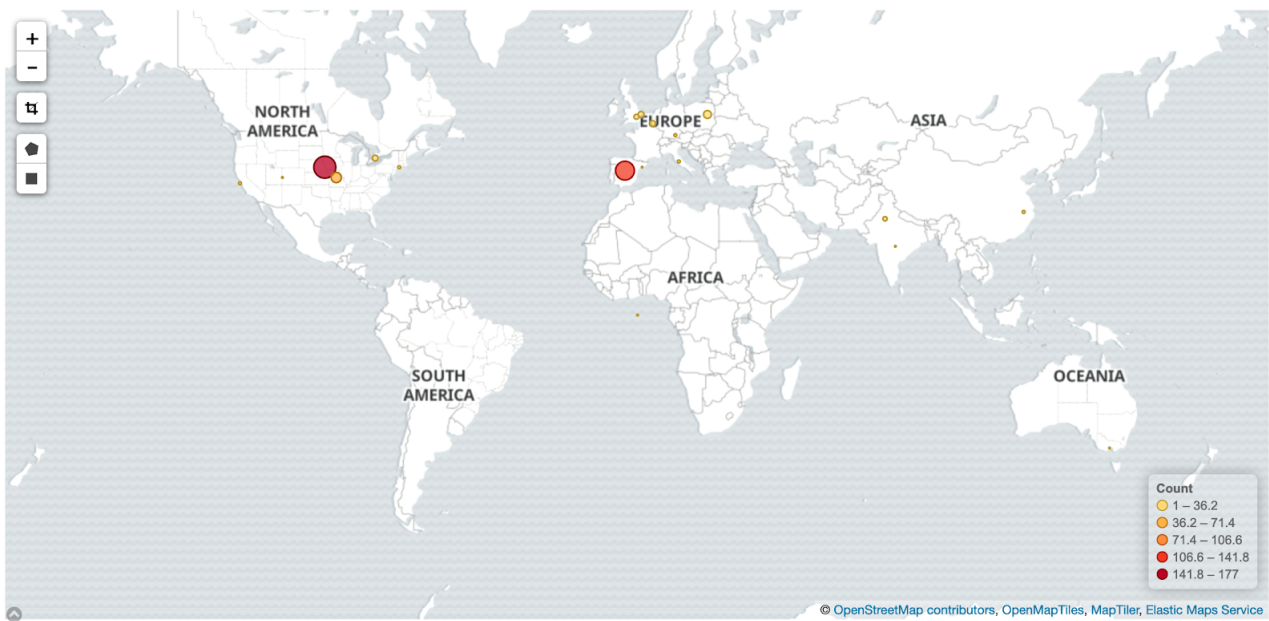 +
−
NORTH
AMERICA
EUROPE
ASIA
AFRICA
SOUTH
AMERICA
OCEANIA
Count
1 – 36.2
36.2 – 71.4
71.4 – 106.6
106.6 – 141.8
141.8 – 177
© OpenStreetMap contributors, OpenMapTiles, MapTiler, Elastic Maps Service